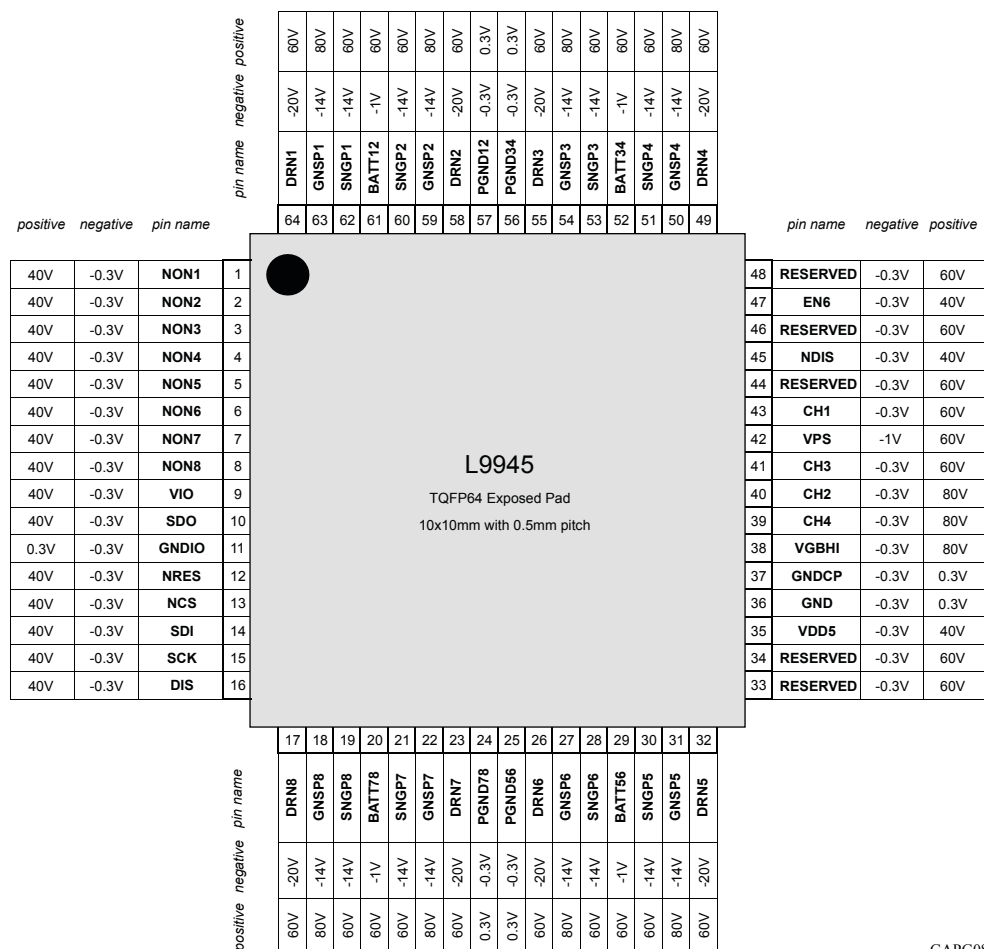 positive 60V 80V 60V 60V 60V 80V 60V 0.3V 0.3V 60V 80V 60V 60V 60V 80V 60V
negative -20V -14V -14V -1V -14V -14V -20V -0.3V -0.3V -20V -14V -14V -1V -14V -14V -20V
pin name DRN1 GNSP1 SNGP1 BATT12 SNGP2 GNSP2 DRN2 PGND12 PGND34 DRN3 GNSP3 SNGP3 BATT34 SNGP4 GNSP4 DRN4
64 63 62 61 60 59 58 57 56 55 54 53 52 51 50 49
positive negative pin name
40V -0.3V NON1 1
40V -0.3V NON2 2
40V -0.3V NON3 3
40V -0.3V NON4 4
40V -0.3V NON5 5
40V -0.3V NON6 6
40V -0.3V NON7 7
40V -0.3V NON8 8
40V -0.3V VIO 9
40V -0.3V SDO 10
0.3V -0.3V GNDIO 11
40V -0.3V NRES 12
40V -0.3V NCS 13
40V -0.3V SDI 14
40V -0.3V SCK 15
40V -0.3V DIS 16
L9945
TQFP64 Exposed Pad
10x10mm with 0.5mm pitch
pin name negative positive
48 RESERVED -0.3V 60V
47 EN6 -0.3V 40V
46 RESERVED -0.3V 60V
45 NDIS -0.3V 40V
44 RESERVED -0.3V 60V
43 CH1 -0.3V 60V
42 VPS -1V 60V
41 CH3 -0.3V 60V
40 CH2 -0.3V 80V
39 CH4 -0.3V 80V
38 VGBHI -0.3V 80V
37 GNDCP -0.3V 0.3V
36 GND -0.3V 0.3V
35 VDD5 -0.3V 40V
34 RESERVED -0.3V 60V
33 RESERVED -0.3V 60V
17 18 19 20 21 22 23 24 25 26 27 28 29 30 31 32
pin name DRN8 GNSP8 SNGP8 BATT78 SNGP7 GNSP7 DRN7 PGND78 PGND56 DRN6 GNSP6 SNGP6 BATT56 SNGP5 GNSP5 DRN5
negative -20V -14V -14V -1V -14V -14V -20V -0.3V -0.3V -20V -14V -14V -1V -14V -14V -20V
positive 60V 80V 60V 60V 60V 80V 60V 0.3V 0.3V 60V 80V 60V 60V 60V 80V 60V